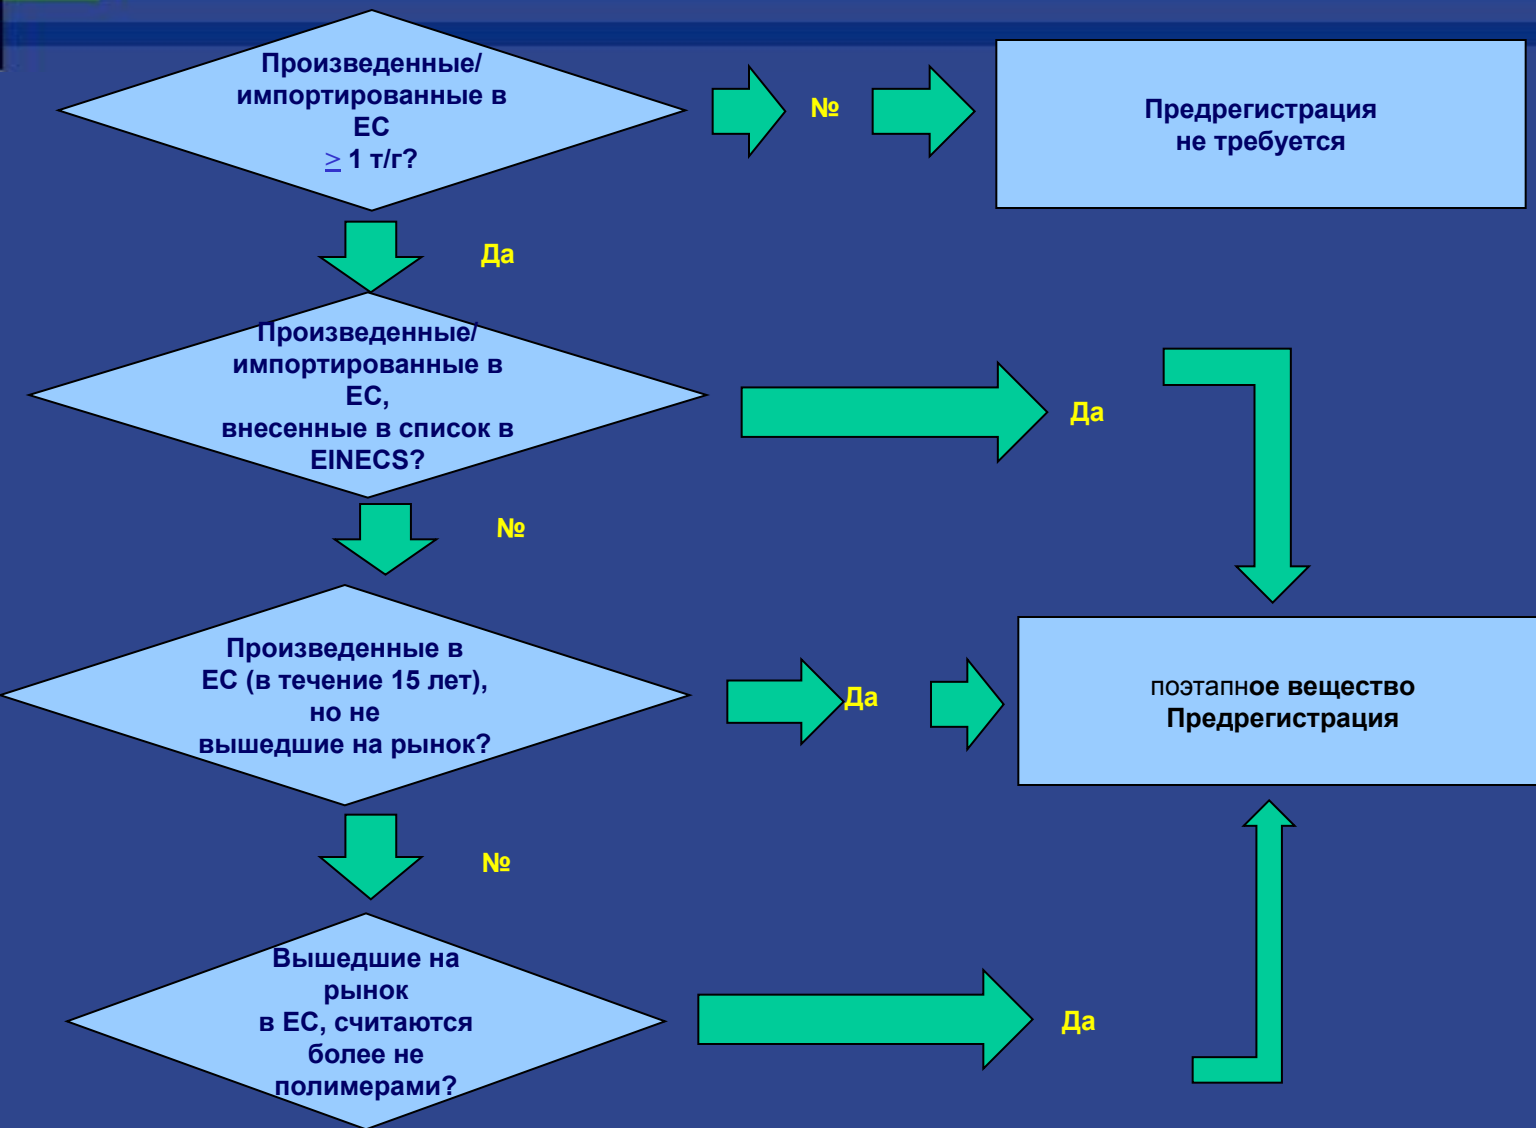 Произведенные/
импортированные в
ЕС
≥ 1 т/г?
№
Предрегистрация
не требуется
Да
Произведенные/
импортированные в
ЕС,
внесенные в список в
EINECS?
Да
№
Произведенные в
ЕС (в течение 15 лет),
но не
вышедшие на рынок?
Да
поэтапное вещество
Предрегистрация
№
Вышедшие на
рынок
в ЕС, считаются
более не
полимерами?
Да